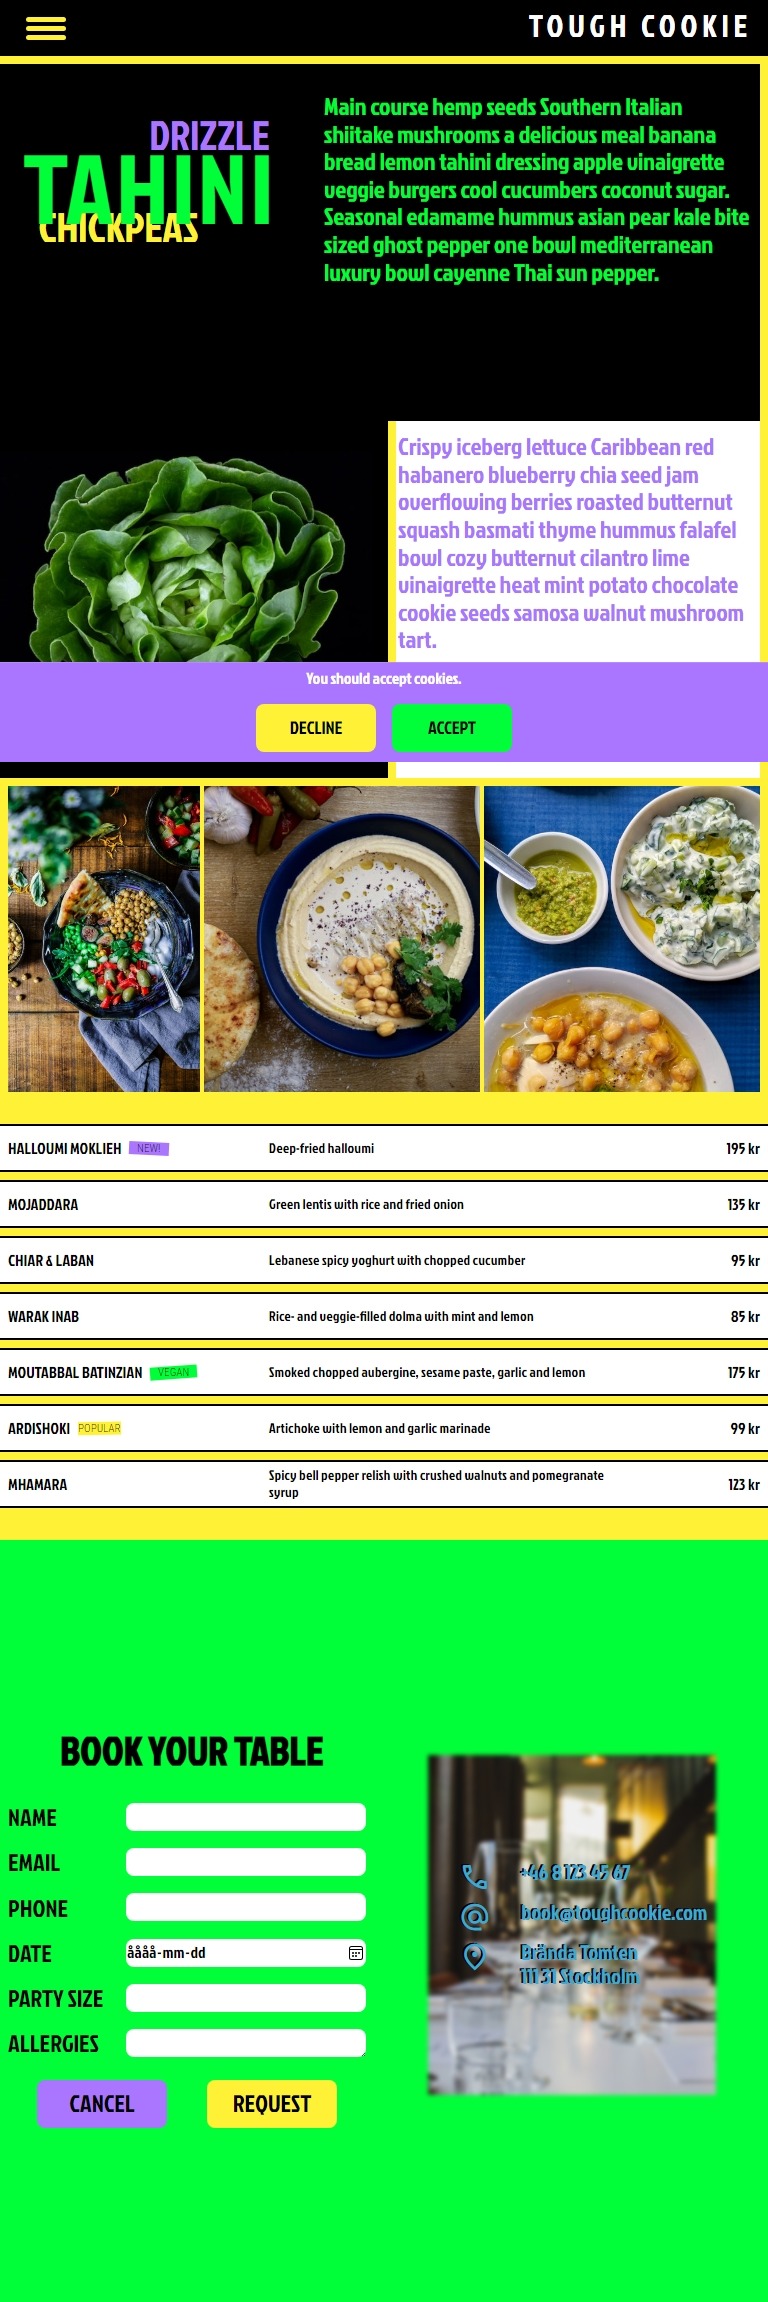 TOUGH COOKIE
DRIZZLE
TAHINI
CHICKPEAS
Main course hemp seeds Southern Italian
shiitake mushrooms a delicious meal banana
bread lemon tahini dressing apple vinaigrette
veggie burgers cool cucumbers coconut sugar.
Seasonal edamame hummus asian pear kale bite
sized ghost pepper one bowl mediterranean
luxury bowl cayenne Thai sun pepper.
Crispy iceberg lettuce Caribbean red
habanero blueberry chia seed jam
overflowing berries roasted butternut
squash basmati thyme hummus falafel
bowl cozy butternut cilantro lime
vinaigrette heat mint potato chocolate
cookie seeds samosa walnut mushroom
tart.
You should accept cookies.
DECLINE ACCEPT
HALLOUMI MOKLIEH NEW! Deep-fried halloumi 195 kr
MOJADDARA Green lentis with rice and fried onion 135 kr
CHIAR & LABAN Lebanese spicy yoghurt with chopped cucumber 95 kr
WARAK INAB Rice- and veggie-filled dolma with mint and lemon 85 kr
MOUTABBAL BATINZIAN VEGAN Smoked chopped aubergine, sesame paste, garlic and lemon 175 kr
ARDISHOKI POPULAR Artichoke with lemon and garlic marinade 99 kr
MHAMARA Spicy bell pepper relish with crushed walnuts and pomegranate 123 kr
syrup
BOOK YOUR TABLE
NAME
EMAIL
PHONE
DATE åååå-mm-dd
PARTY SIZE
ALLERGIES
CANCEL REQUEST
+46 8 123 45 67
book@toughcookie.com
Brända Tomten
111 31 Stockholm